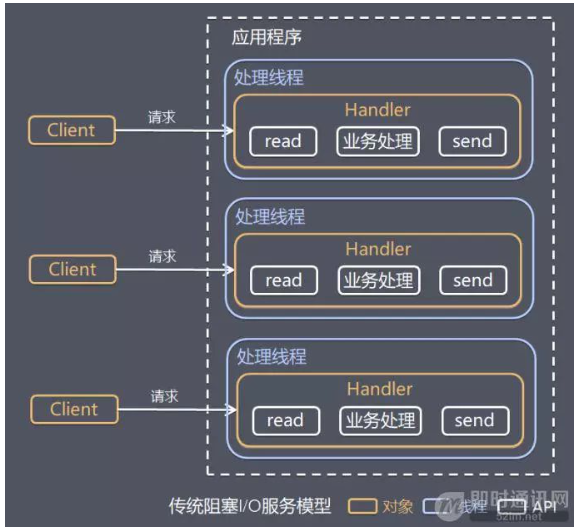 应用程序
处理线程
Handler
Client
请求
read
业务处理
send
处理线程
Handler
Client
请求
read
业务处理
send
处理线程
Handler
Client
请求
read
业务处理
send
传统阻塞I/O服务模型
对象
线程
API
即时通讯网
52im.net